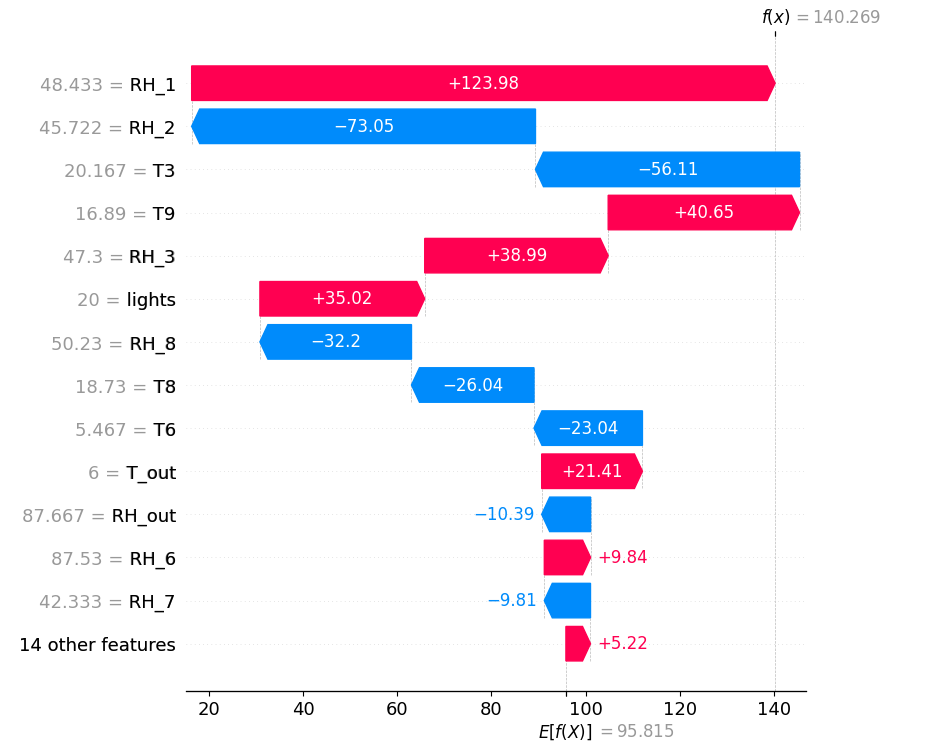 f(x) = 140.269
48.433 = RH_1 +123.98
45.722 = RH_2 −73.05
20.167 = T3 −56.11
16.89 = T9 +40.65
47.3 = RH_3 +38.99
20 = lights +35.02
50.23 = RH_8 −32.2
18.73 = T8 −26.04
5.467 = T6 −23.04
6 = T_out +21.41
87.667 = RH_out −10.39
87.53 = RH_6 +9.84
42.333 = RH_7 −9.81
14 other features +5.22
20 40 60 80 100 120 140
E[f(X)] = 95.815